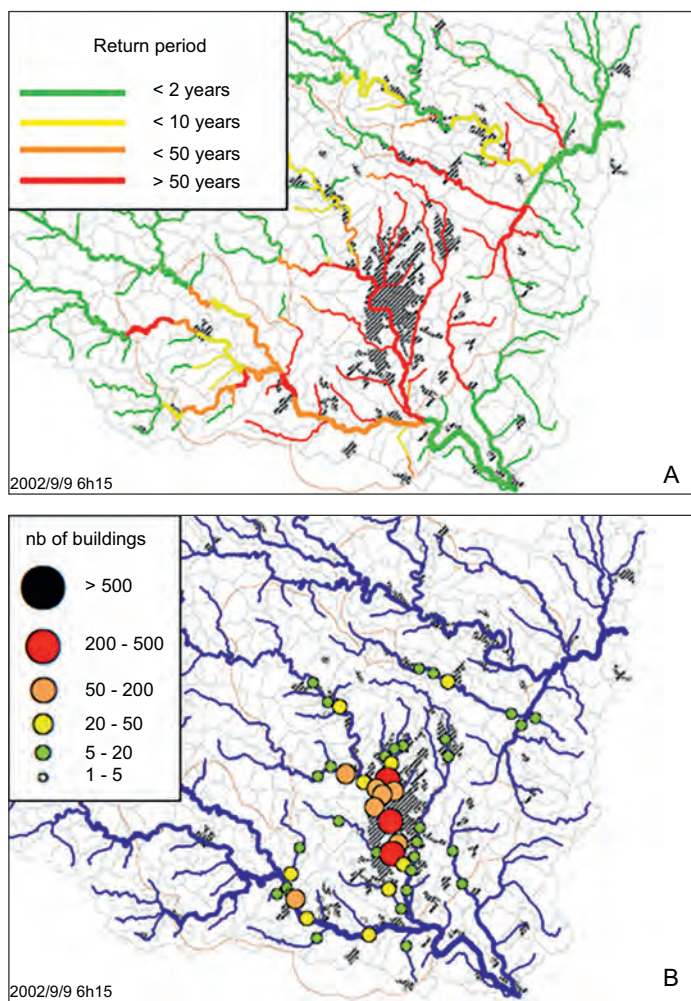 Return period
< 2 years
< 10 years
< 50 years
> 50 years
2002/9/9 6h15
A
nb of buildings
> 500
200 - 500
50 - 200
20 - 50
5 - 20
1 - 5
2002/9/9 6h15
B